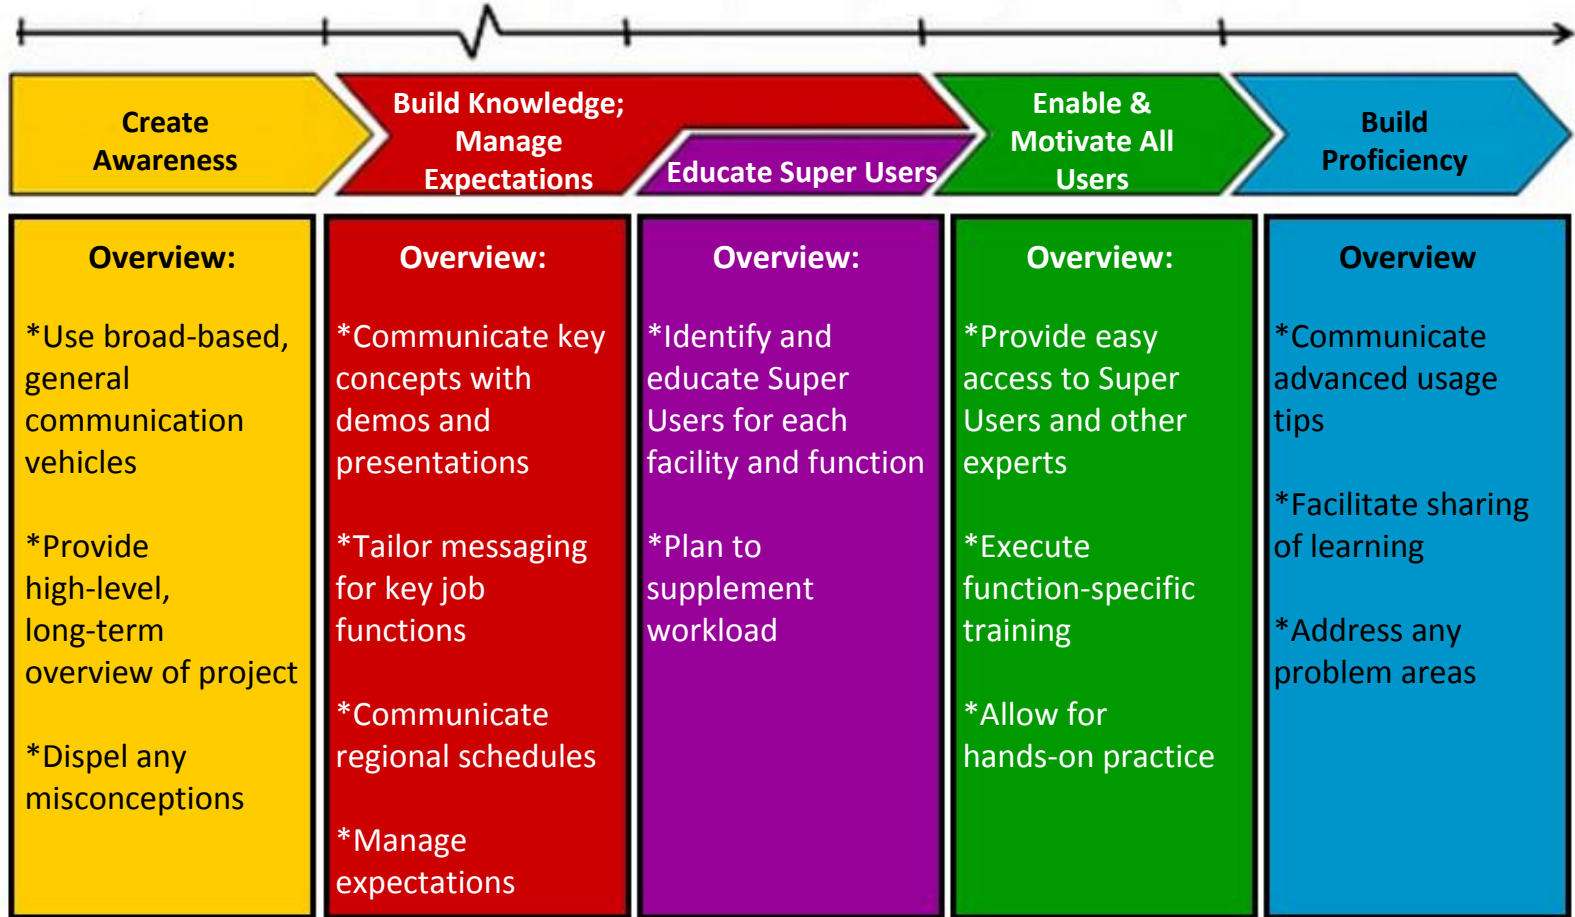 Create
Awareness
Build Knowledge;
Manage
Expectations
Educate Super Users
Enable &
Motivate All
Users
Build
Proficiency
Overview:
*Use broad-based,
general
communication
vehicles
*Provide
high-level,
long-term
overview of project
*Dispel any
misconceptions
Overview:
*Communicate key
concepts with
demos and
presentations
*Tailor messaging
for key job
functions
*Communicate
regional schedules
*Manage
expectations
Overview:
*Identify and
educate Super
Users for each
facility and function
*Plan to
supplement
workload
Overview:
*Provide easy
access to Super
Users and other
experts
*Execute
function-specific
training
*Allow for
hands-on practice
Overview
*Communicate
advanced usage
tips
*Facilitate sharing
of learning
*Address any
problem areas